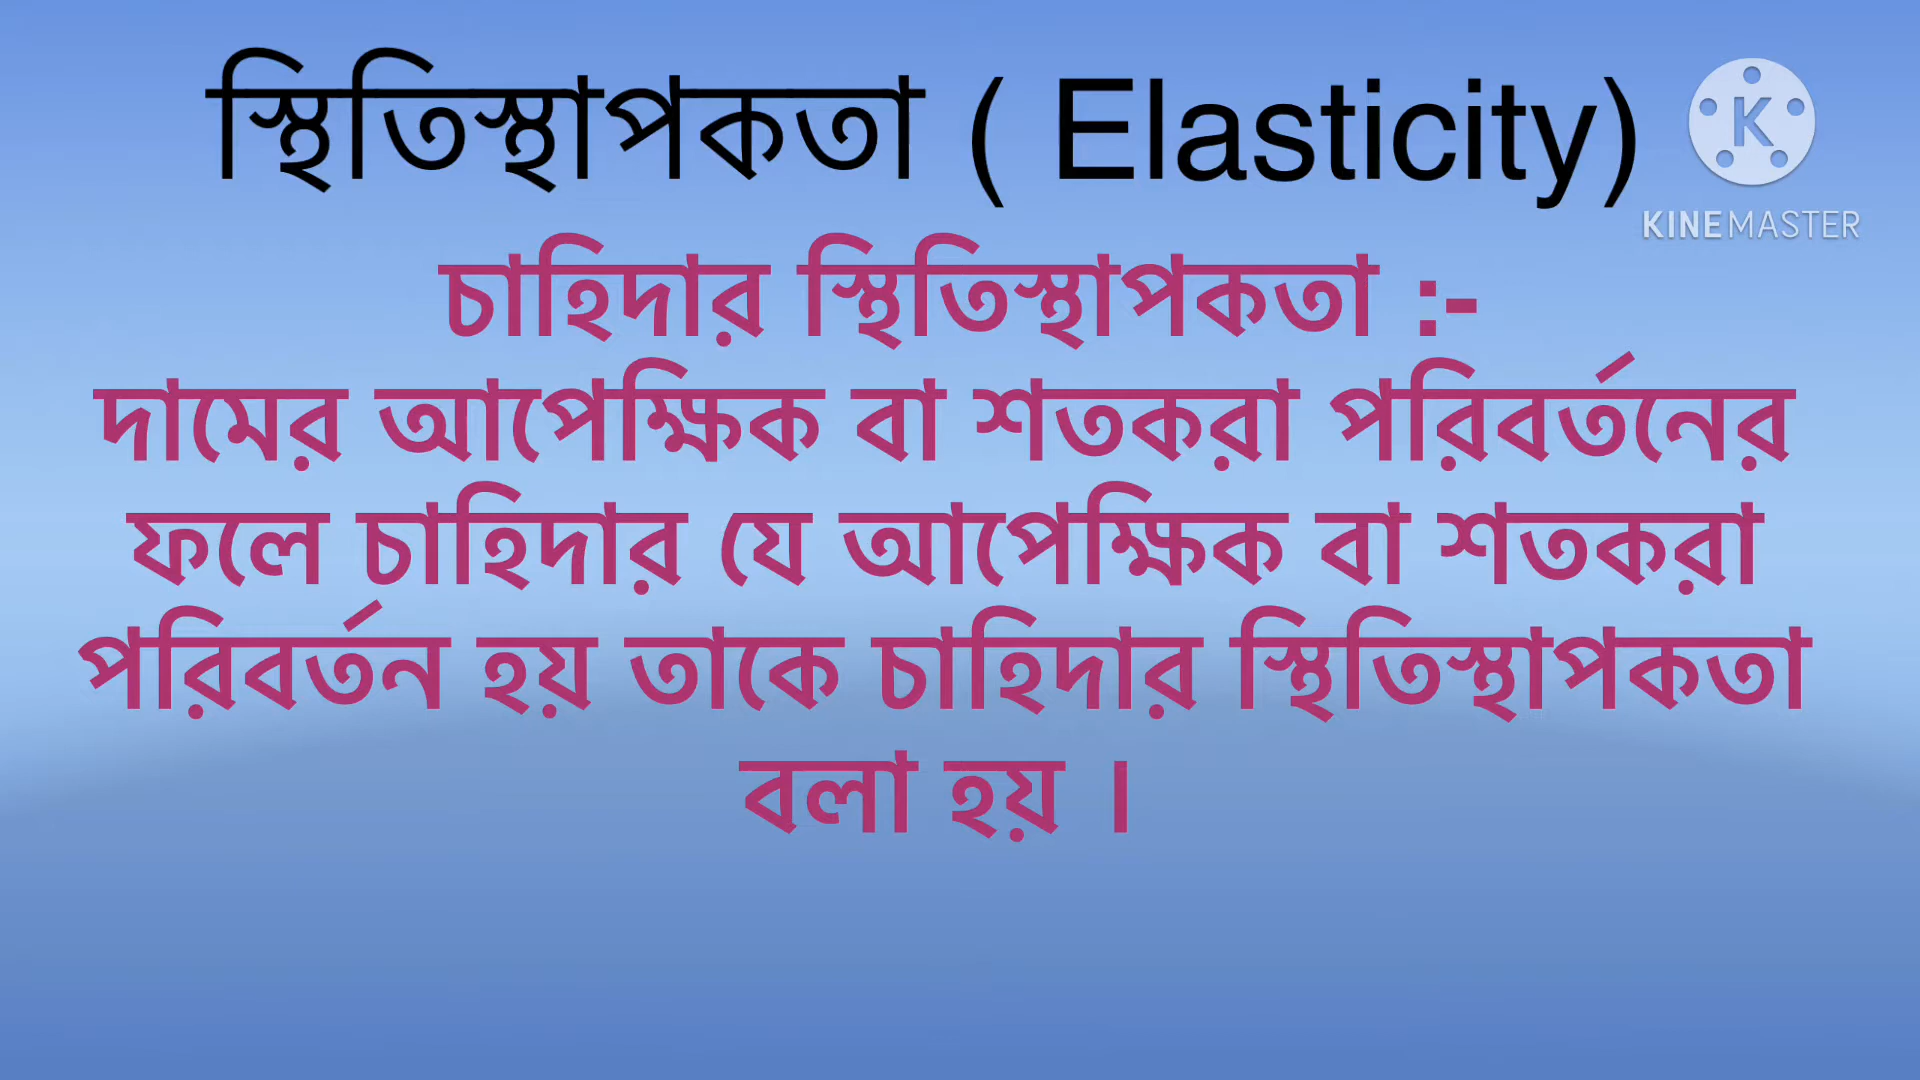 স্থিতিস্থাপকতা ( Elasticity)
K
KINEMASTER
চাহিদার স্থিতিস্থাপকতা :-
দামের আপেক্ষিক বা শতকরা পরিবর্তনের
ফলে চাহিদার যে আপেক্ষিক বা শতকরা
পরিবর্তন হয় তাকে চাহিদার স্থিতিস্থাপকতা
বলা হয় ।